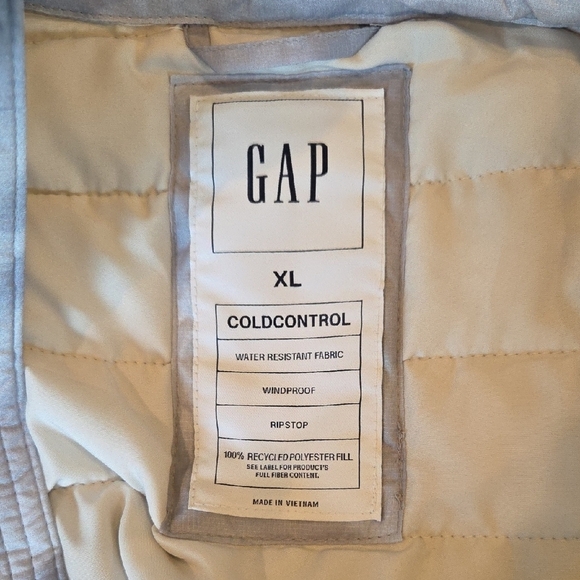 GAP
XL
COLDCONTROL
WATER RESISTANT FABRIC
WINDPROOF
RIPSTOP
100% RECYCLED POLYESTER FILL
SEE LABEL FOR PRODUCT'S
FULL FIBER CONTENT.
MADE IN VIETNAM